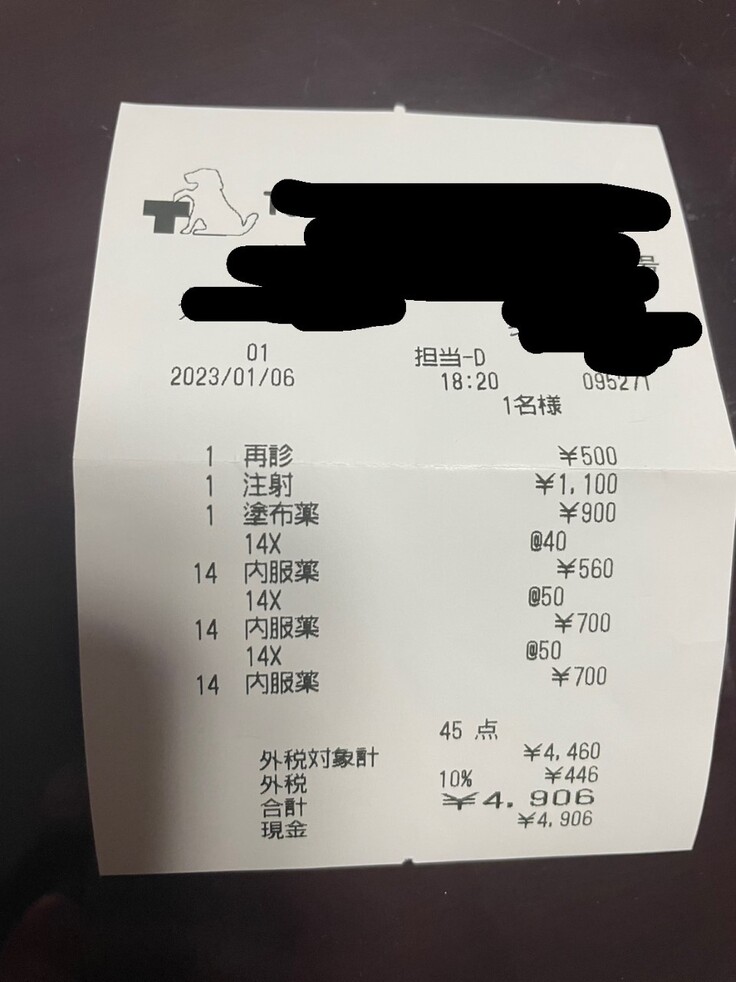 T
号
01 担当-D
2023/01/06 18:20 095271
1名様
1 再診 ¥500
1 注射 ¥1,100
1 塗布薬 ¥900
14X @40
14 内服薬 ¥560
14X @50
14 内服薬 ¥700
14X @50
14 内服薬 ¥700
45 点
外税対象計 ¥4,460
外税 10% ¥446
合計 ¥4,906
現金 ¥4,906